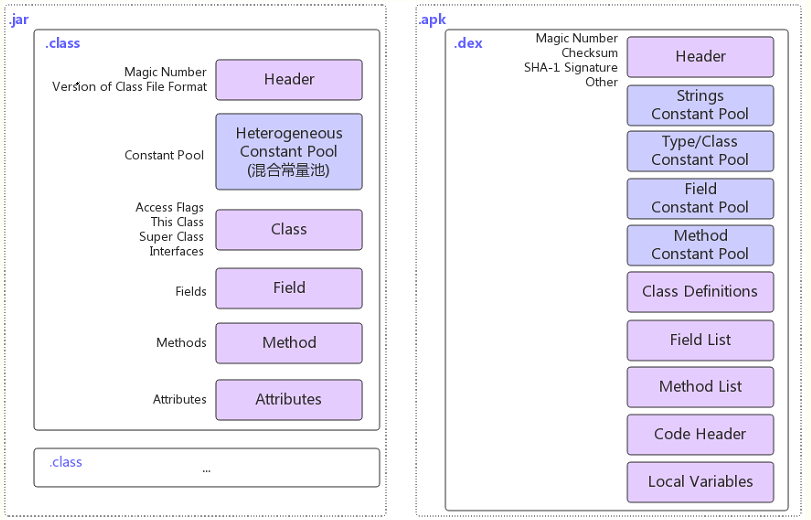 .jar
.class
Magic Number
Version of Class File Format
Header
Constant Pool
Heterogeneous
Constant Pool
(混合常量池)
Access Flags
This Class
Super Class
Interfaces
Class
Fields
Field
Methods
Method
Attributes
Attributes
.class
...
.apk
.dex
Magic Number
Checksum
SHA-1 Signature
Other
Header
Strings
Constant Pool
Type/Class
Constant Pool
Field
Constant Pool
Method
Constant Pool
Class Definitions
Field List
Method List
Code Header
Local Variables